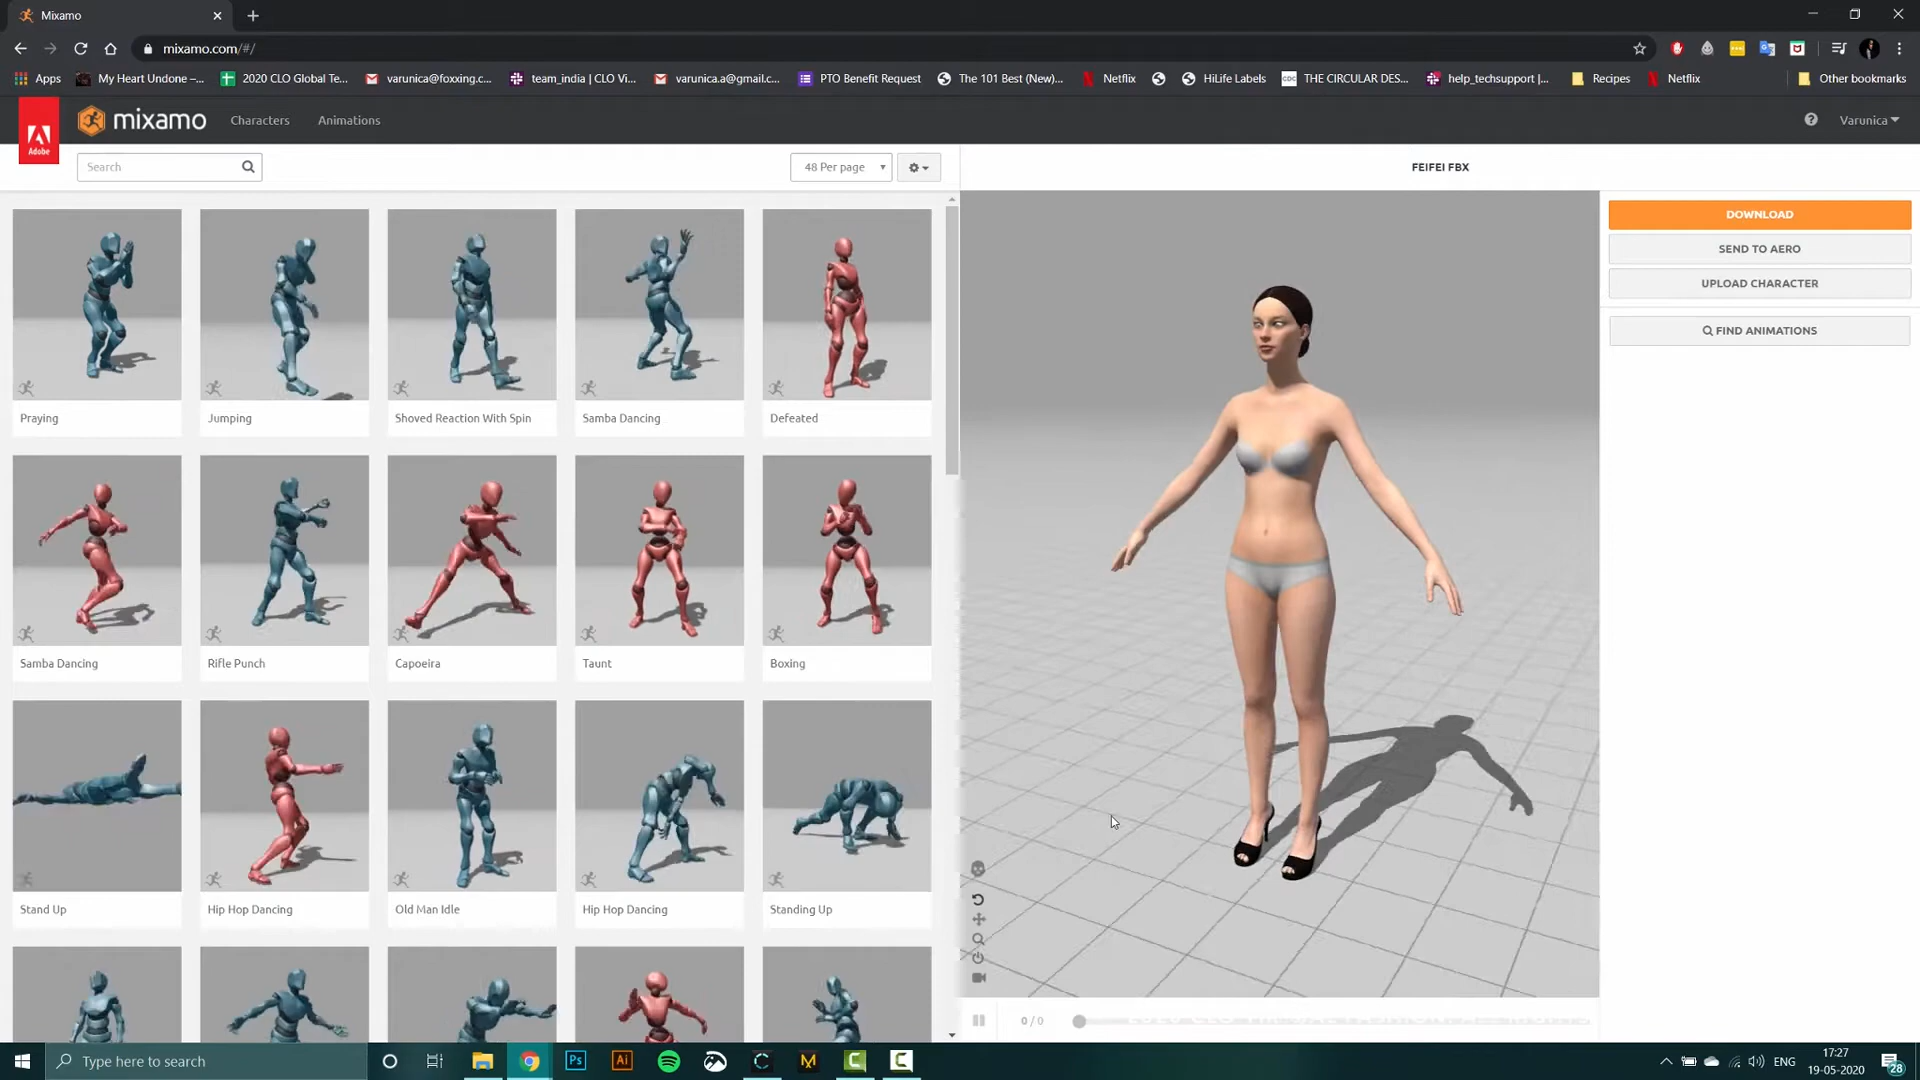 Mixamo
mixamo.com/#/
Apps
My Heart Undone –...
2020 CLO Global Te...
varunica@foxxing.c...
team_india | CLO Vi...
varunica.a@gmail.c...
PTO Benefit Request
The 101 Best (New)...
Netflix
HiLife Labels
CDC
THE CIRCULAR DES...
help_techsupport |...
Recipes
Netflix
Other bookmarks
Adobe
mixamo
Characters
Animations
Varunica
Search
48 Per page
FEIFEI FBX
DOWNLOAD
SEND TO AERO
UPLOAD CHARACTER
FIND ANIMATIONS
Praying
Jumping
Shoved Reaction With Spin
Samba Dancing
Defeated
Samba Dancing
Rifle Punch
Capoeira
Taunt
Boxing
Stand Up
Hip Hop Dancing
Old Man Idle
Hip Hop Dancing
Standing Up
0 / 0
Type here to search
Ps
Ai
ENG
17:27
19-05-2020
28